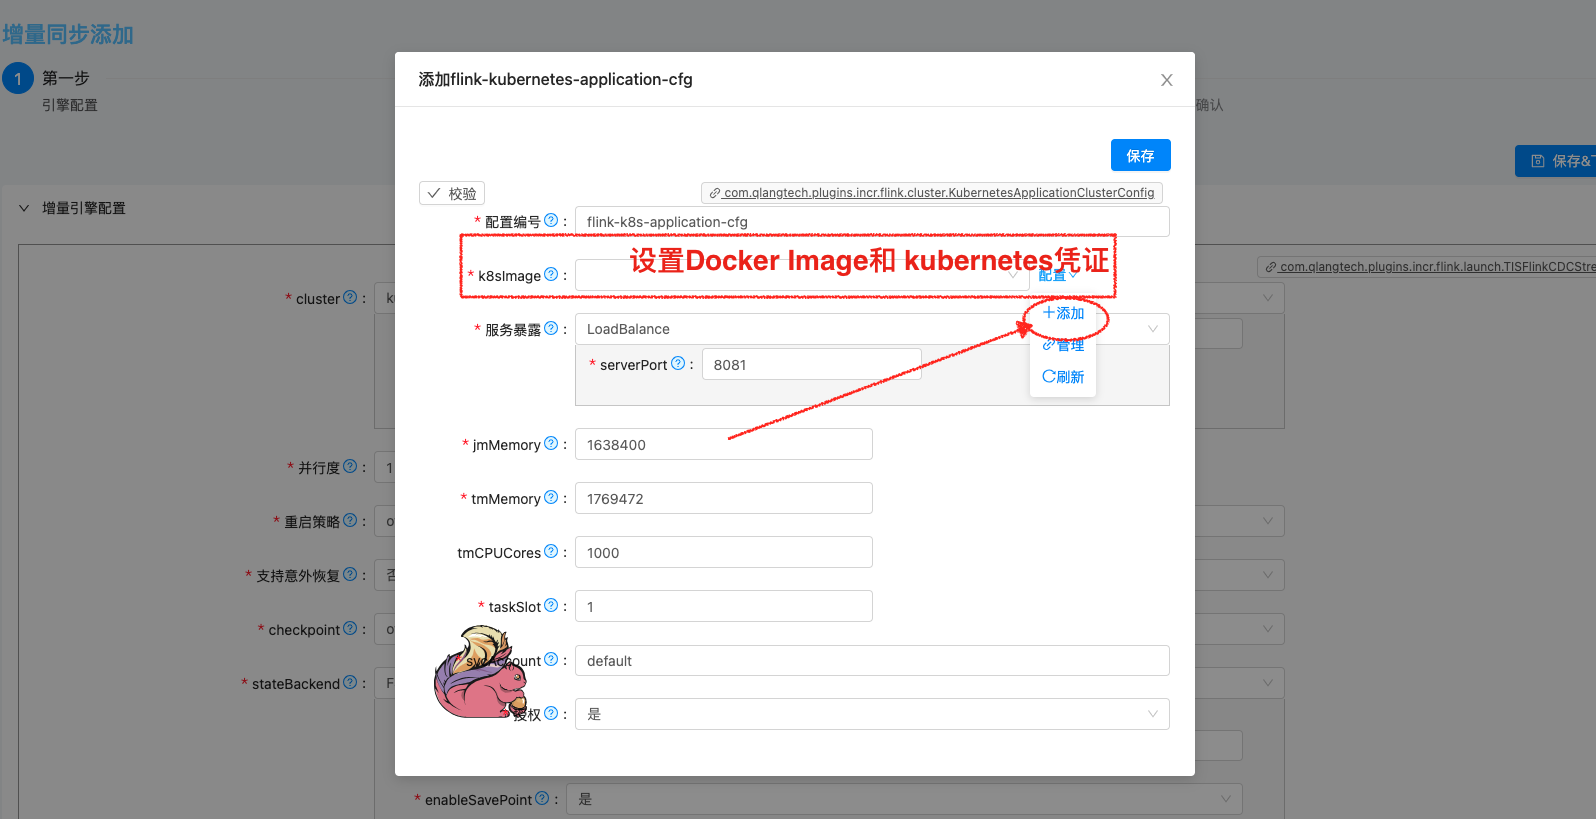 增量同步添加
1 第一步
引擎配置
确认
保存&
增量引擎配置
com.qlangtech.plugins.incr.flink.launch.TISFlinkCDCStre
* cluster ? :
* 并行度 ? : 1
* 重启策略 ? :
* 支持意外恢复 ? :
* checkpoint ? :
* stateBackend ? : F
* enableSavePoint ? : 是
添加flink-kubernetes-application-cfg
保存
校验
com.qlangtech.plugins.incr.flink.cluster.KubernetesApplicationClusterConfig
* 配置编号 ? : flink-k8s-application-cfg
设置Docker Image和 kubernetes凭证
* k8sImage ? : 配置
添加
管理
刷新
* 服务暴露 ? : LoadBalance
* serverPort ? : 8081
* jmMemory ? : 1638400
* tmMemory ? : 1769472
tmCPUCores ? : 1000
* taskSlot ? : 1
* svcAccount ? : default
授权 ? : 是